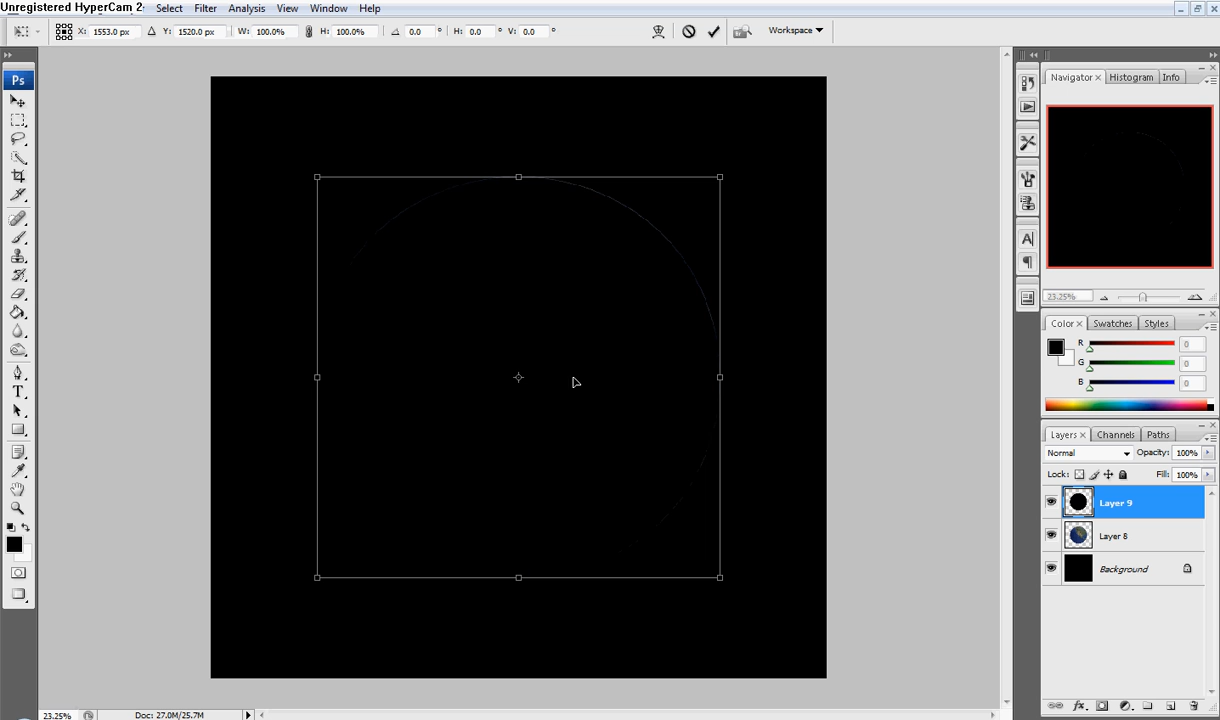 Unregistered HyperCam 2
Select Filter Analysis View Window Help
X: 1553.0 px Y: 1520.0 px W: 100.0% H: 100.0% 0.0 ° H: 0.0 ° V: 0.0 ° Workspace
Ps
Navigator × Histogram Info
23.25%
Color × Swatches Styles
R 0
G 0
B 0
Layers × Channels Paths
Normal Opacity: 100%
Lock: Fill: 100%
Layer 9
Layer 8
Background
A
T
23.25% Doc: 27.0M/25.7M